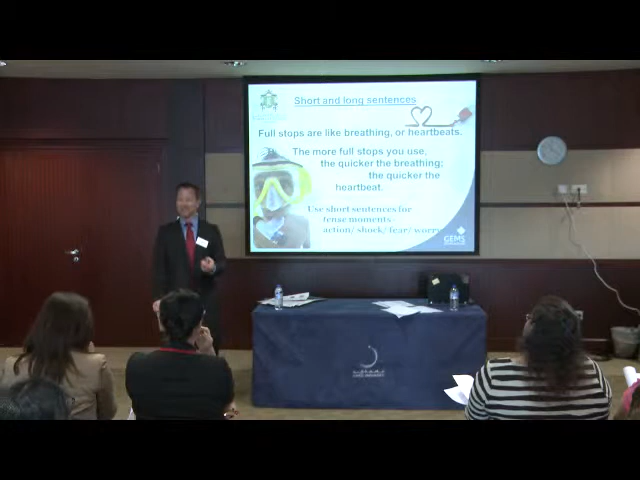 Short and long sentences
Full stops are like breathing, or heartbeats.
The more full stops you use,
the quicker the breathing;
the quicker the
heartbeat.
Use short sentences for
tense moments -
action/ shock/ fear/ worry
GEMS